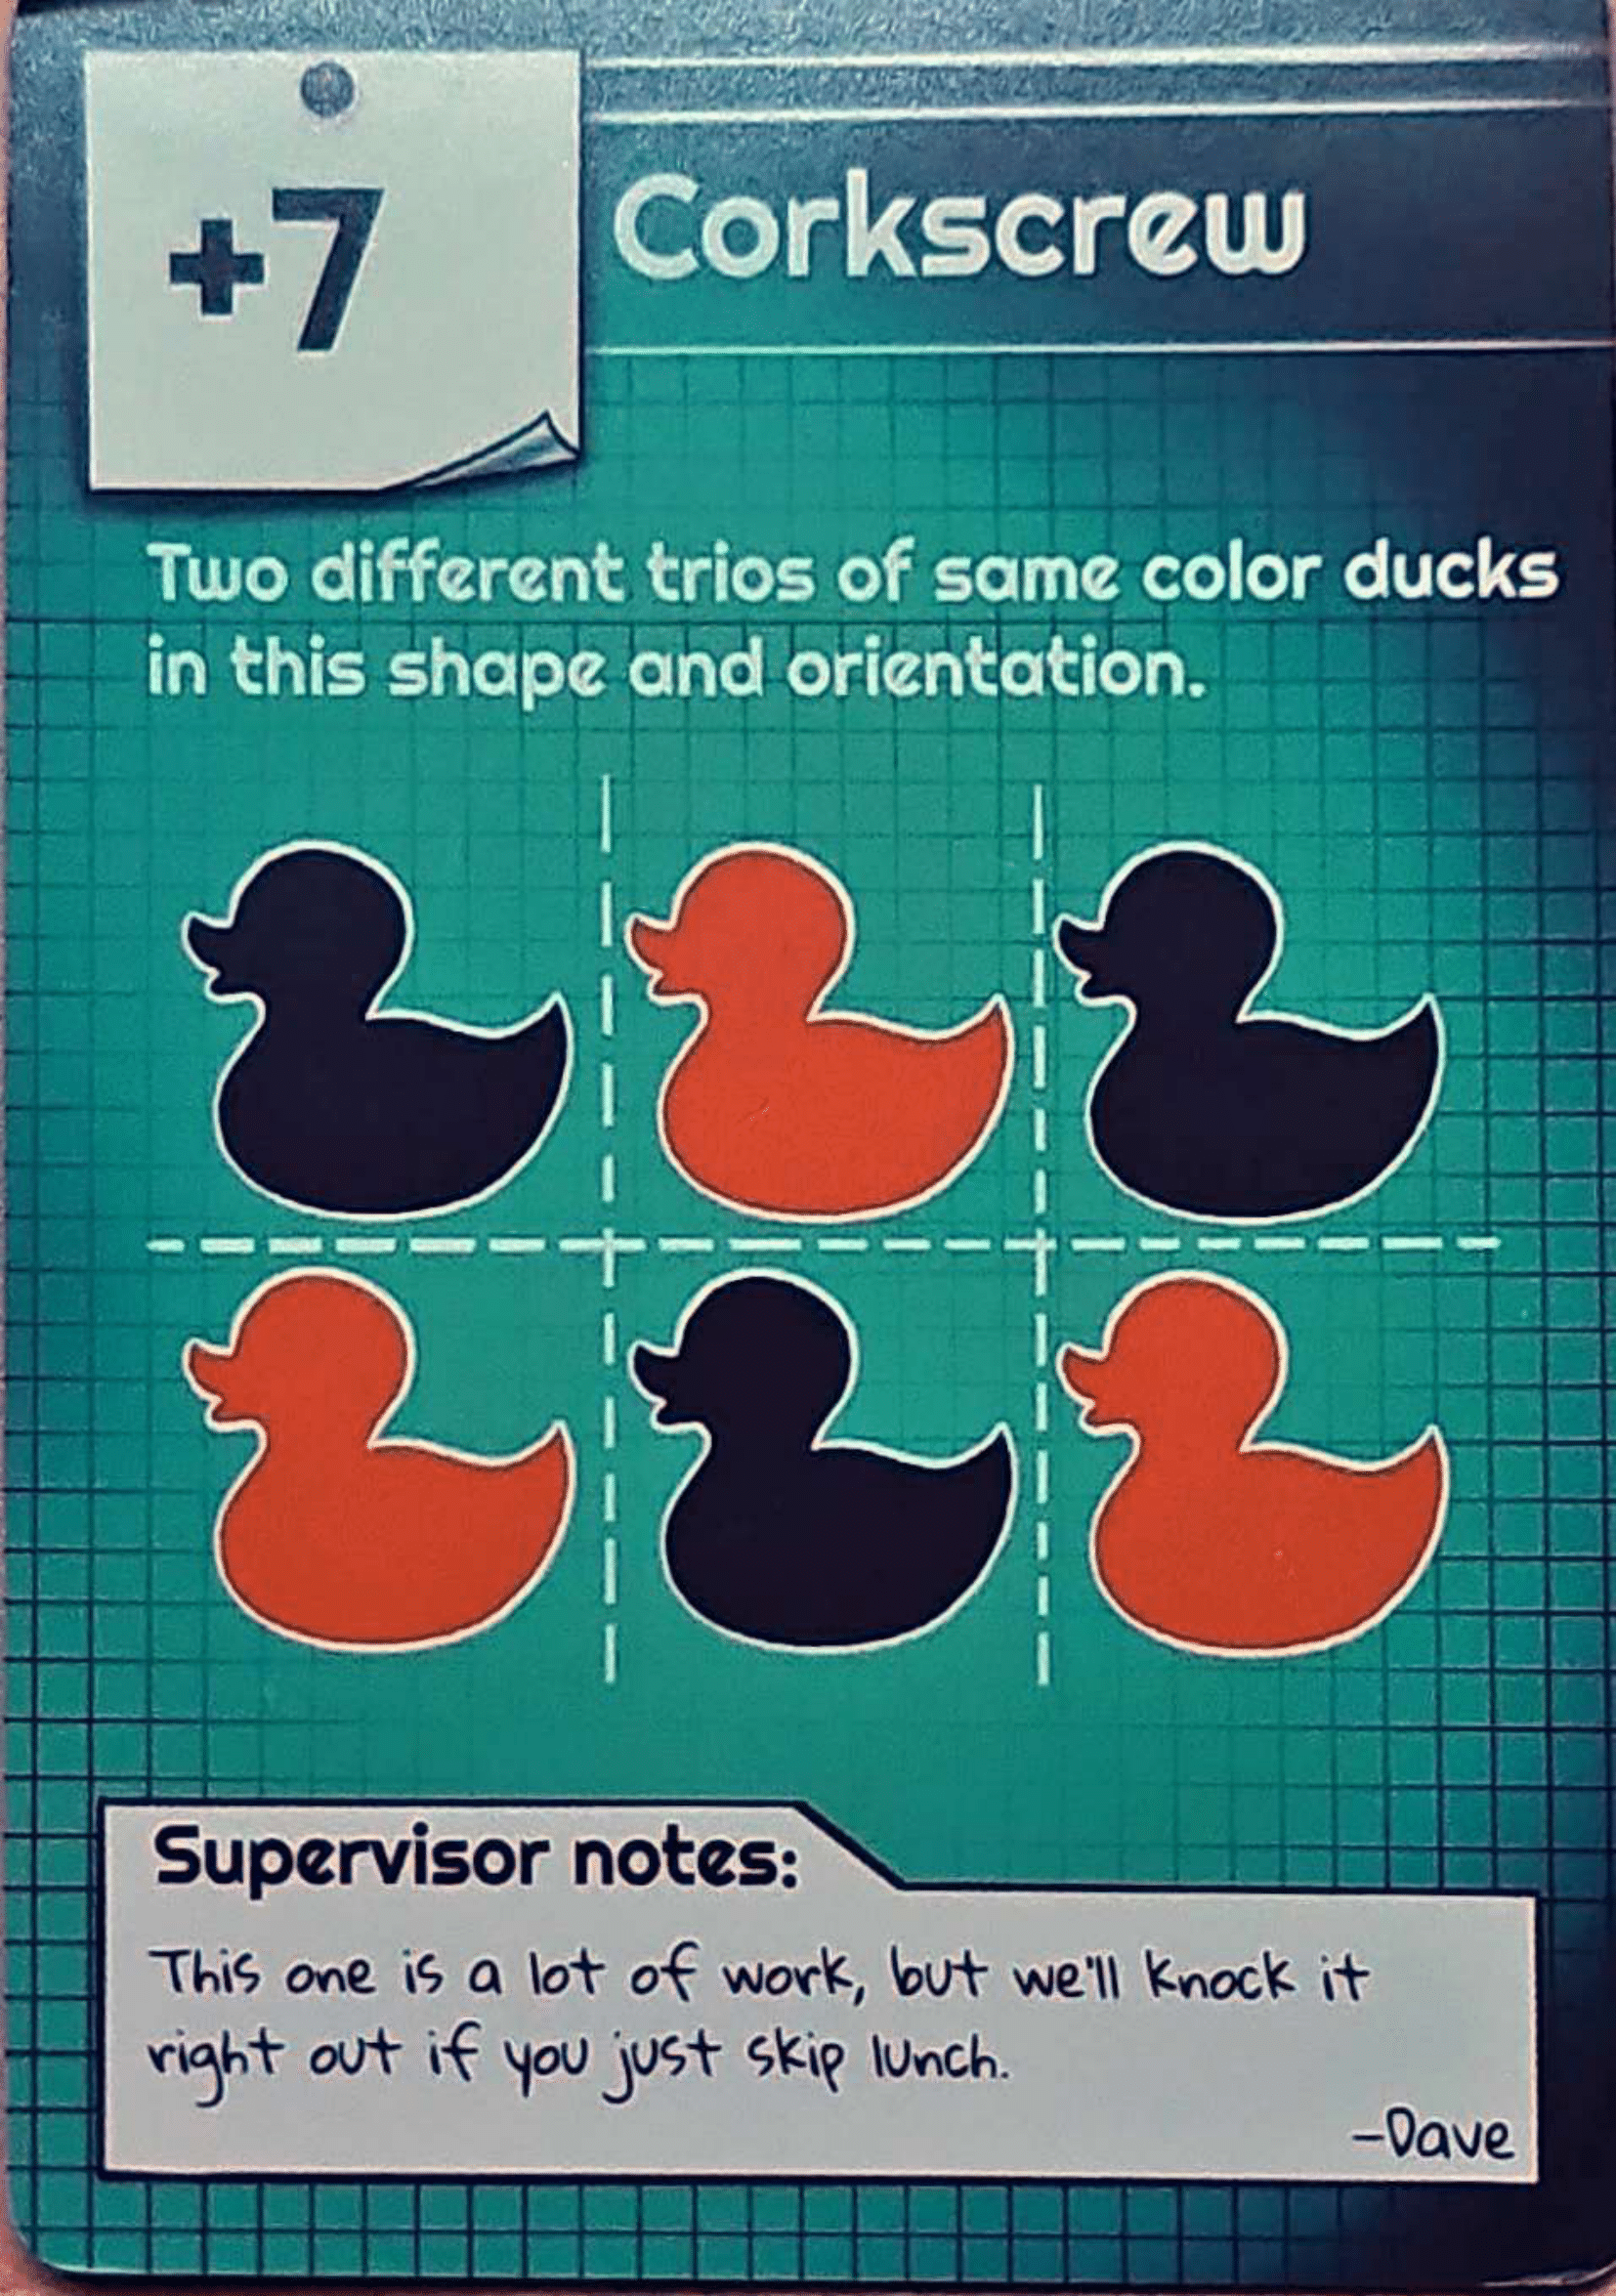 +7
Corkscrew
Two different trios of same color ducks
in this shape and orientation.
Supervisor notes:
This one is a lot of work, but we'll knock it
right out if you just skip lunch.
-Dave